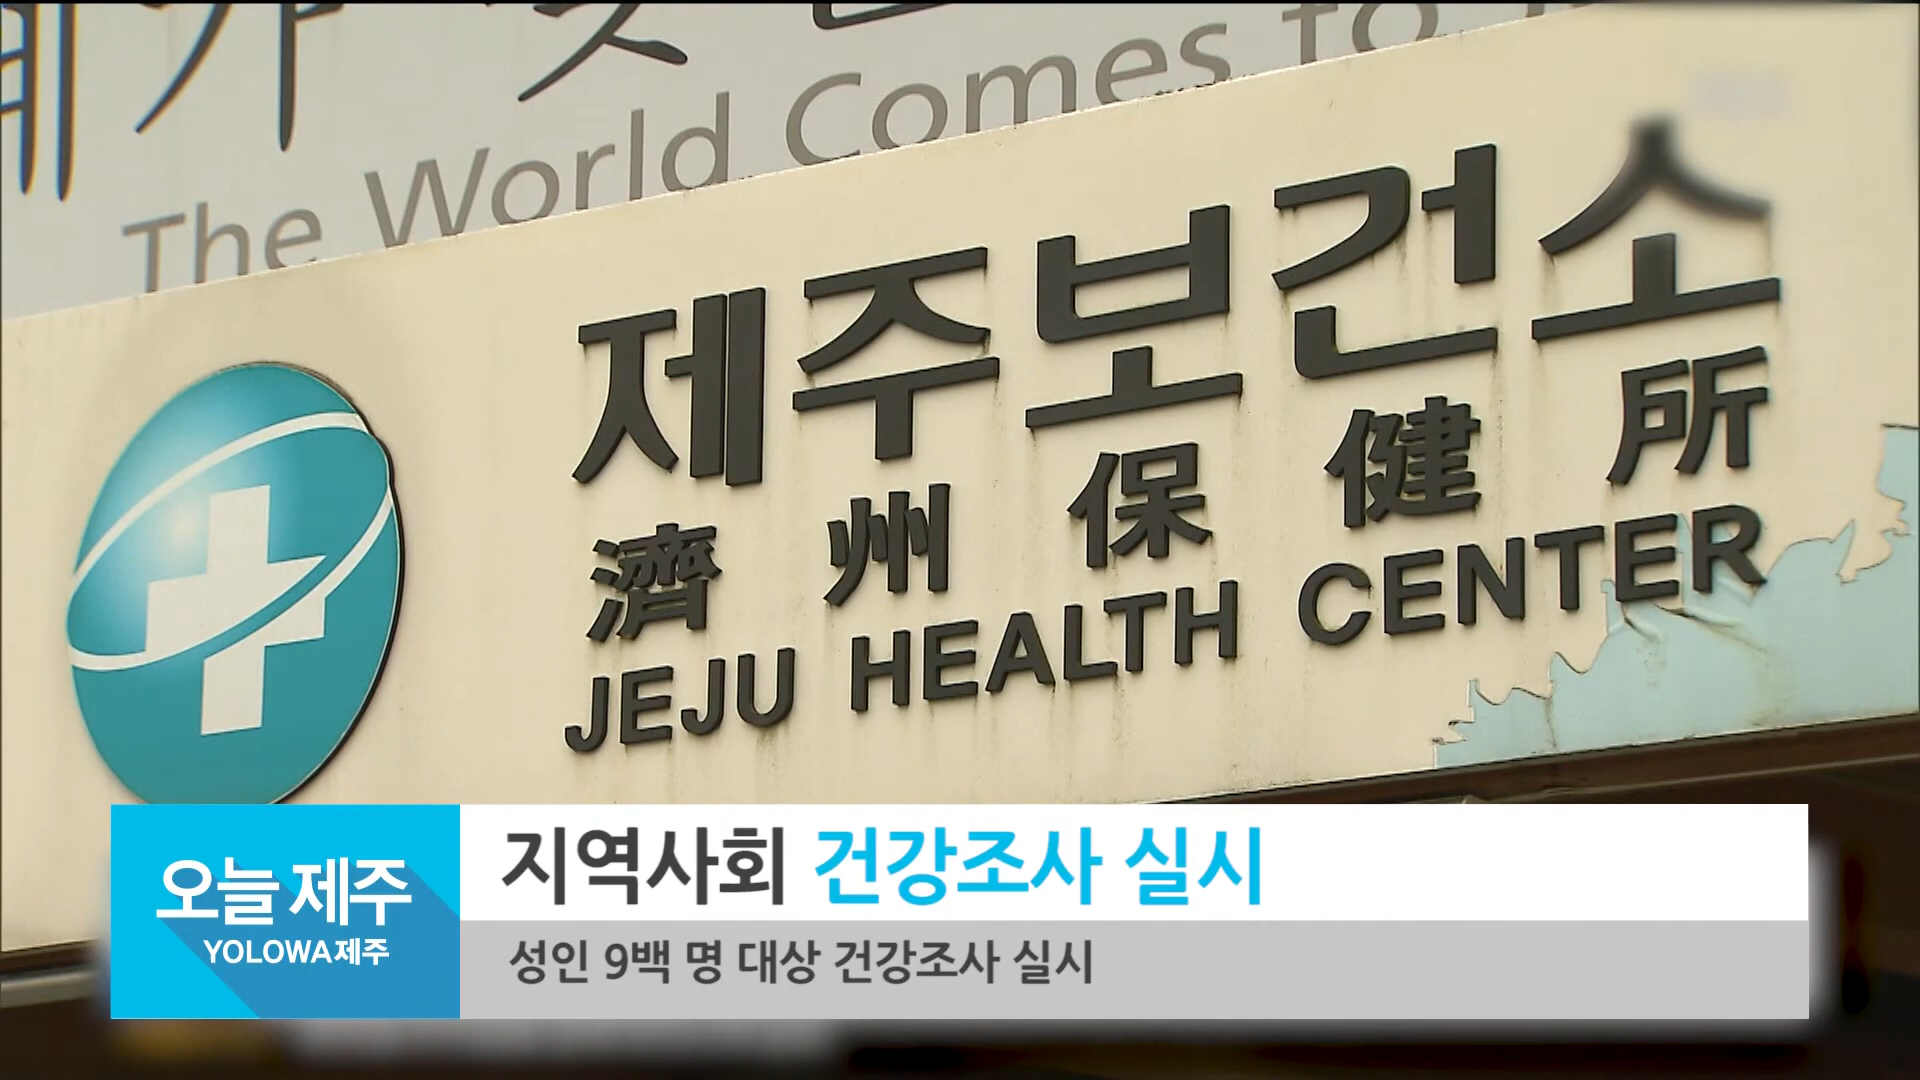 The World Comes to
제주보건소
濟州保健所
JEJU HEALTH CENTER
오늘 제주
YOLOWA제주
지역사회 건강조사 실시
성인 9백 명 대상 건강조사 실시